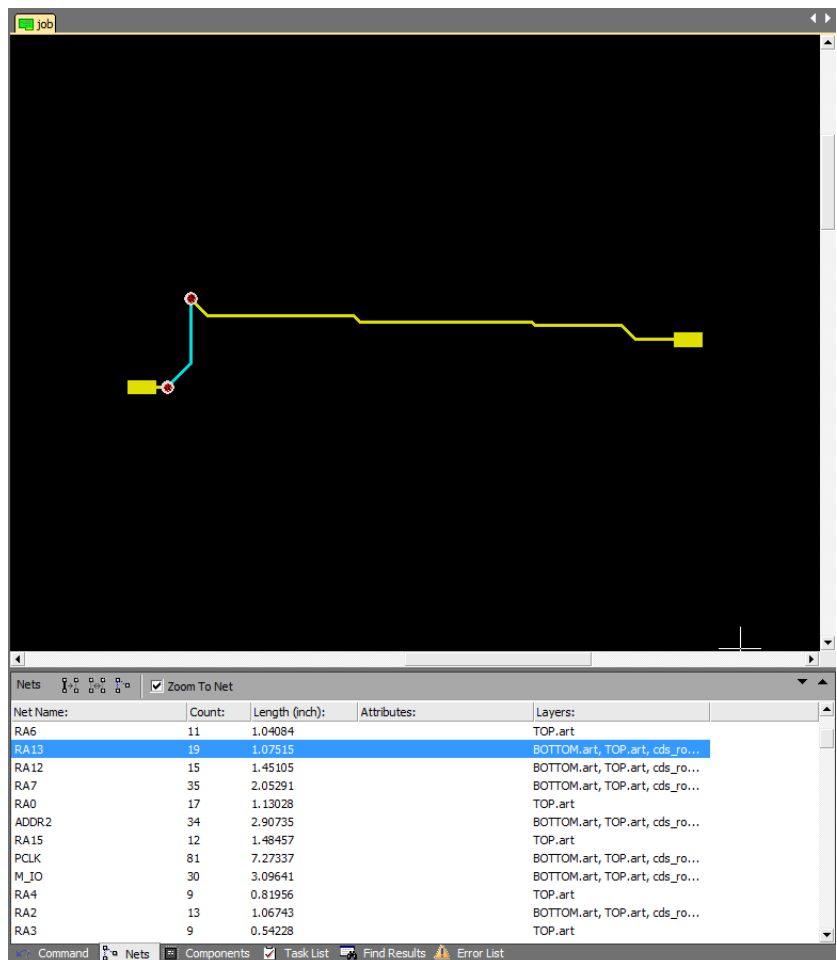 job
Nets Zoom To Net
Net Name: Count: Length (inch): Attributes: Layers:
RA6 11 1.04084 TOP.art
RA13 19 1.07515 BOTTOM.art, TOP.art, cds_ro...
RA12 15 1.45105 BOTTOM.art, TOP.art, cds_ro...
RA7 35 2.05291 BOTTOM.art, TOP.art, cds_ro...
RA0 17 1.13028 TOP.art
ADDR2 34 2.90735 BOTTOM.art, TOP.art, cds_ro...
RA15 12 1.48457 TOP.art
PCLK 81 7.27337 BOTTOM.art, TOP.art, cds_ro...
M_IO 30 3.09641 BOTTOM.art, TOP.art, cds_ro...
RA4 9 0.81956 TOP.art
RA2 13 1.06743 BOTTOM.art, TOP.art, cds_ro...
RA3 9 0.54228 TOP.art
Command Nets Components Task List Find Results Error List